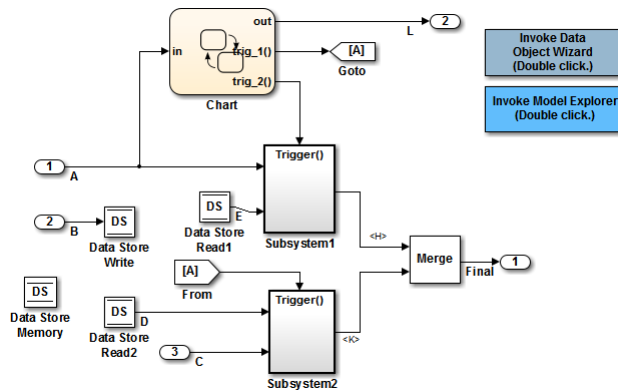 out
2
L
in
trig_1()
[A]
Goto
trig_2()
Chart
Invoke Data
Object Wizard
(Double click.)
Invoke Model Explorer
(Double click.)
1
A
Trigger()
DS
E
Data Store
Read1
Subsystem1
2
B
DS
Data Store
Write
<H>
Merge
Final
1
[A]
From
DS
Data Store
Memory
DS
D
Data Store
Read2
Trigger()
<K>
3
C
Subsystem2